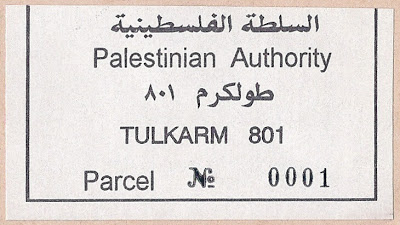 السلطة الفلسطينية
Palestinian Authority
طولكرم ٨٠١
TULKARM 801
Parcel № 0001